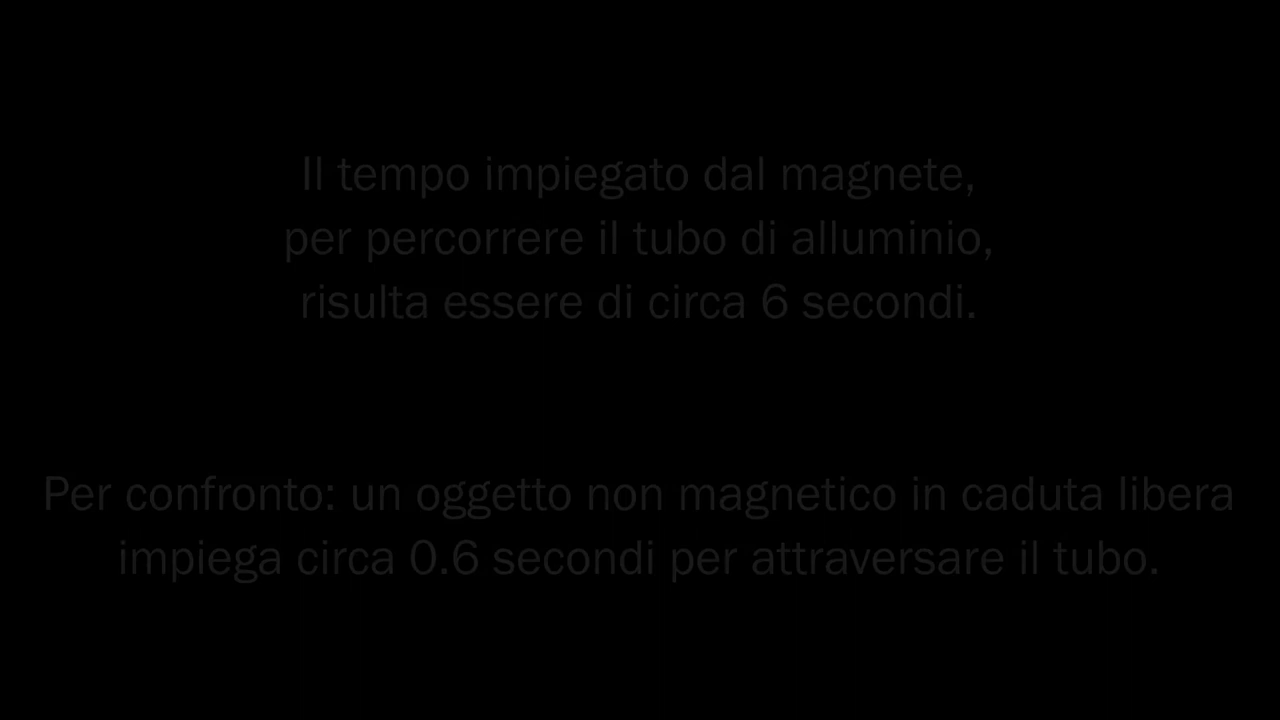 Il tempo impiegato dal magnete,
per percorrere il tubo di alluminio,
risulta essere di circa 6 secondi.
Per confronto: un oggetto non magnetico in caduta libera
impiega circa 0.6 secondi per attraversare il tubo.